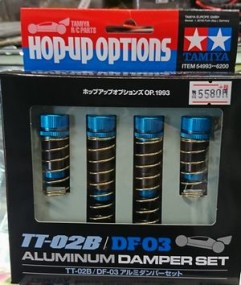 TAMIYA
R/C PARTS
HOP-UP OPTIONS
TAMIYA
ITEM 54993
ホップアップオプションズ OP.1993
5580
TT-02B / DF03
ALUMINUM DAMPER SET
TT-02B / DF-03 アルミダンパーセット